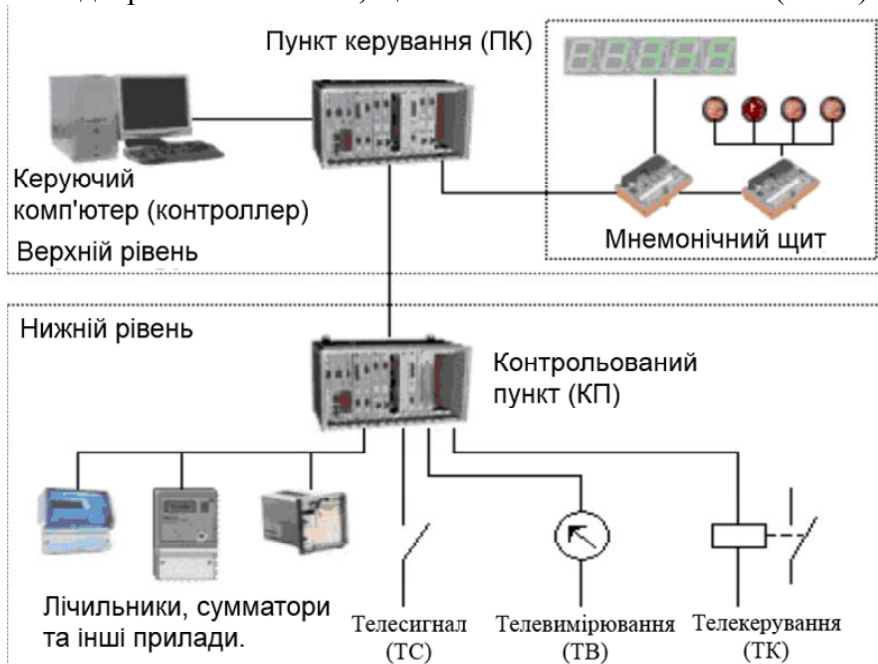 Пункт керування (ПК)
Керуючий
комп'ютер (контроллер)
Мнемонічний щит
Верхній рівень
Нижній рівень
Контрольований
пункт (КП)
Лічильники, сумматори
та інші прилади.
Телесигнал
(ТС)
Телевимірювання
(ТВ)
Телекерування
(ТК)